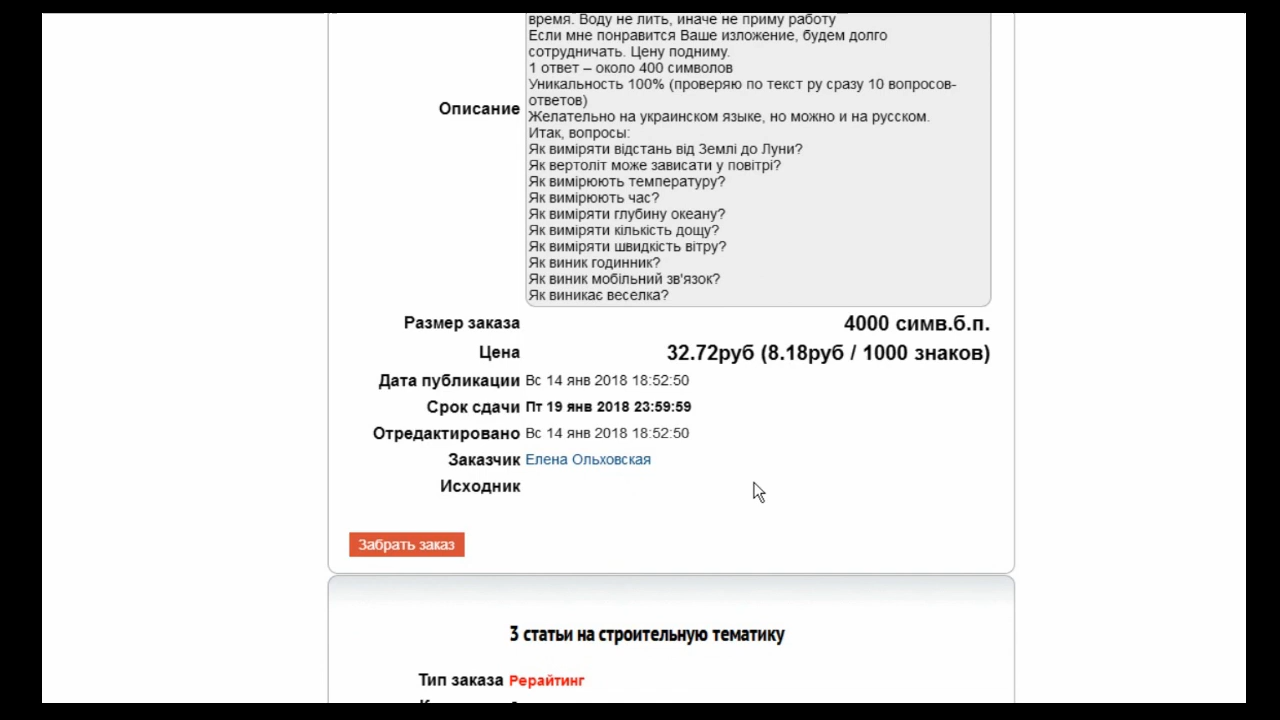 время. Воду не лить, иначе не приму работу
Если мне понравится Ваше изложение, будем долго
сотрудничать. Цену подниму.
1 ответ – около 400 символов
Уникальность 100% (проверяю по текст ру сразу 10 вопросов-
ответов)
Описание
Желательно на украинском языке, но можно и на русском.
Итак, вопросы:
Як виміряти відстань від Землі до Луни?
Як вертоліт може зависати у повітрі?
Як вимірюють температуру?
Як вимірюють час?
Як виміряти глубину океану?
Як виміряти кількість дощу?
Як виміряти швидкість вітру?
Як виник годинник?
Як виник мобільний зв'язок?
Як виникає веселка?
Размер заказа 4000 симв.б.п.
Цена 32.72руб (8.18руб / 1000 знаков)
Дата публикации Вс 14 янв 2018 18:52:50
Срок сдачи Пт 19 янв 2018 23:59:59
Отредактировано Вс 14 янв 2018 18:52:50
Заказчик Елена Ольховская
Исходник
Забрать заказ
3 статьи на строительную тематику
Тип заказа Рерайтинг